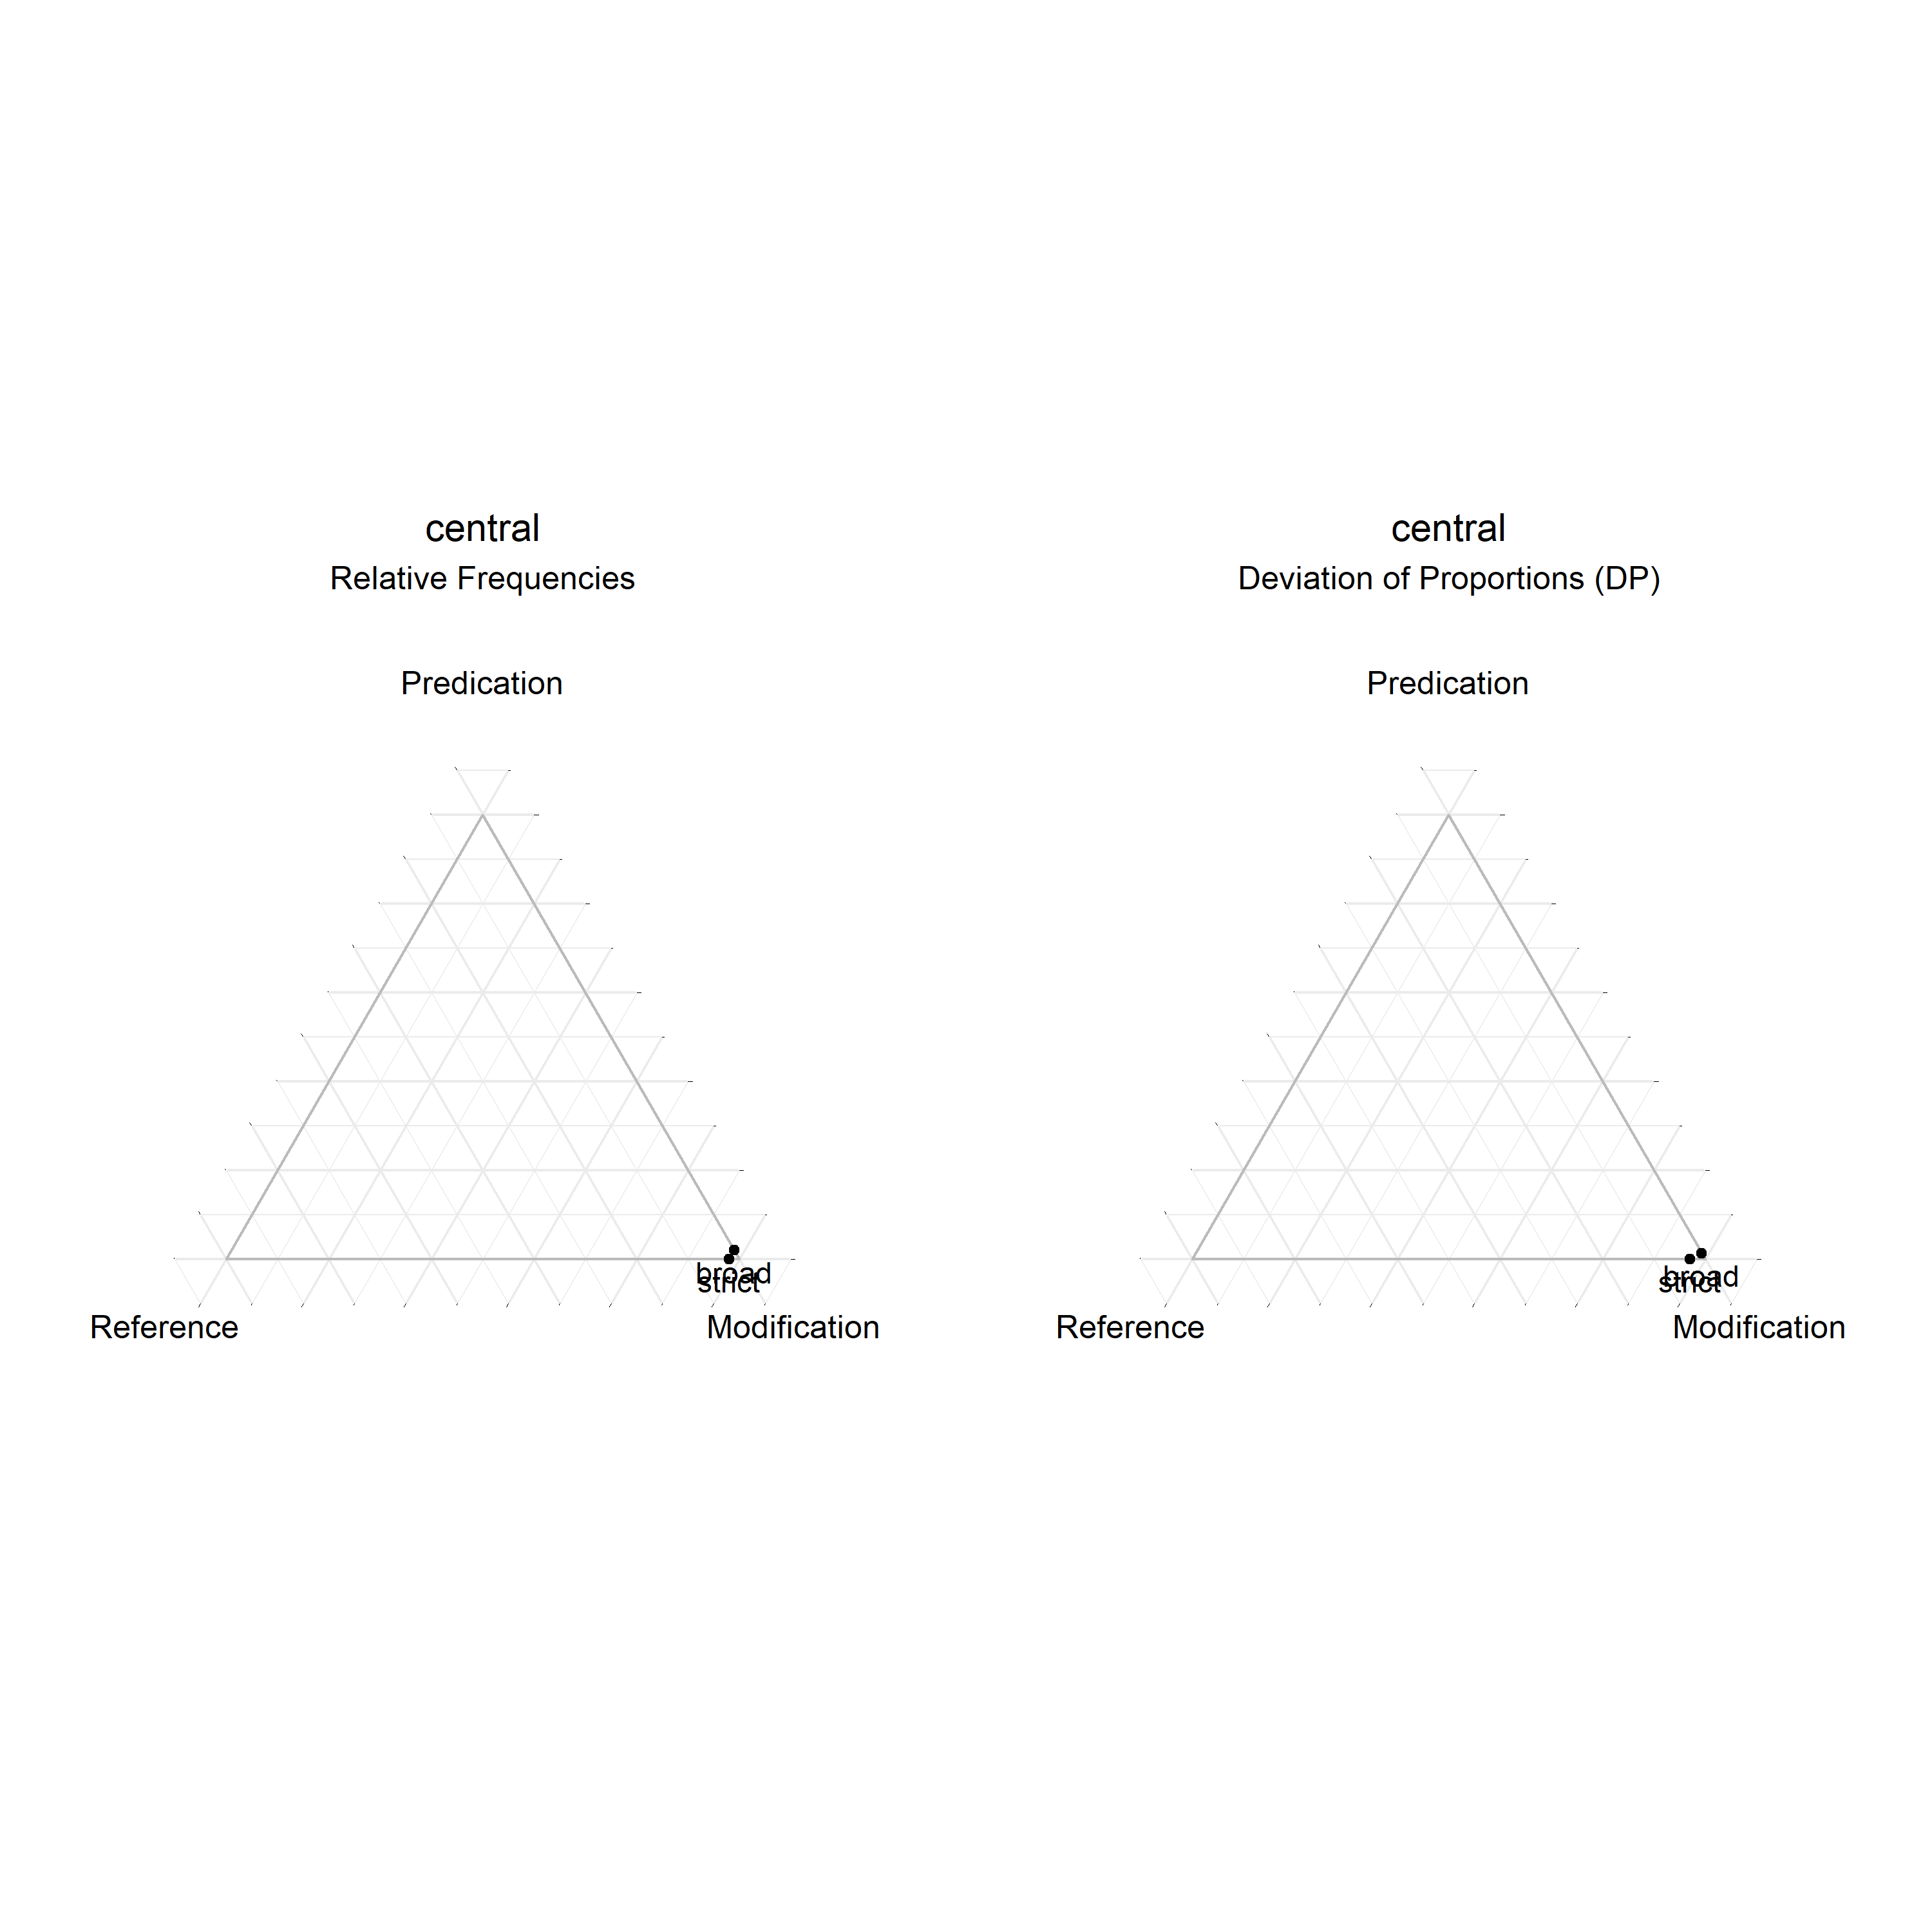 central
Relative Frequencies
Predication
broad
strict
Reference
Modification
central
Deviation of Proportions (DP)
Predication
broad
strict
Reference
Modification